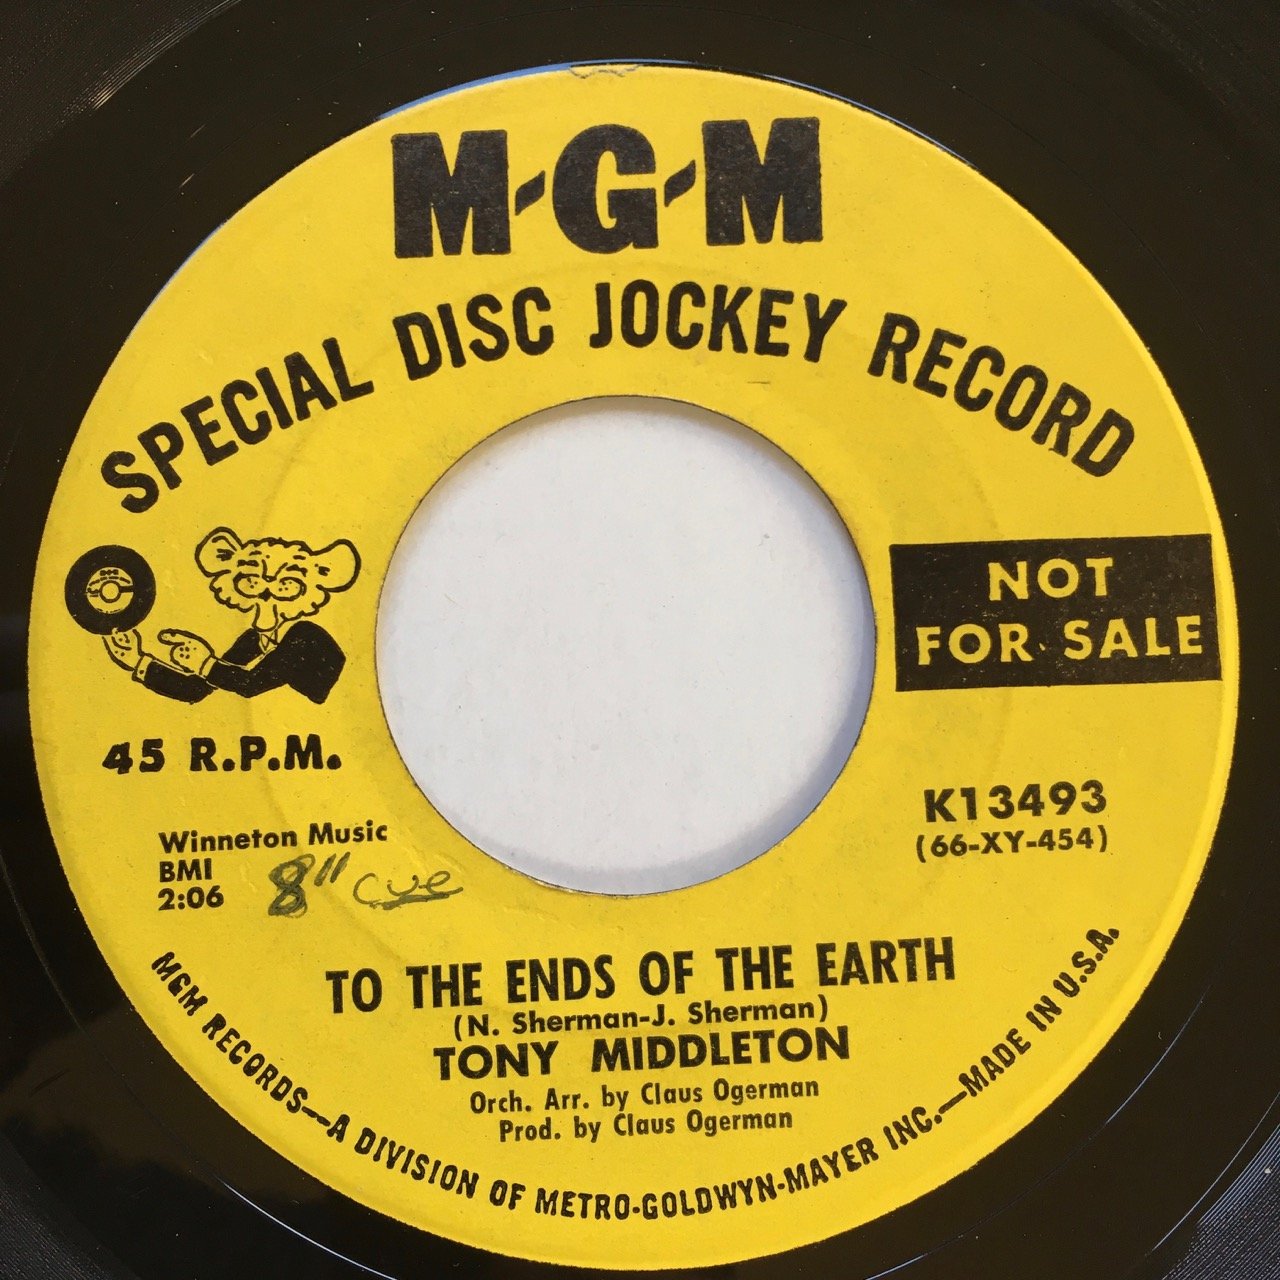 M-G-M
SPECIAL DISC JOCKEY RECORD
NOT
FOR SALE
45 R.P.M.
K13493
(66-XY-454)
Winneton Music
BMI
2:06
8" cue
TO THE ENDS OF THE EARTH
(N. Sherman-J. Sherman)
TONY MIDDLETON
Orch. Arr. by Claus Ogerman
Prod. by Claus Ogerman
MGM RECORDS—A DIVISION OF METRO-GOLDWYN-MAYER INC.—MADE IN U.S.A.